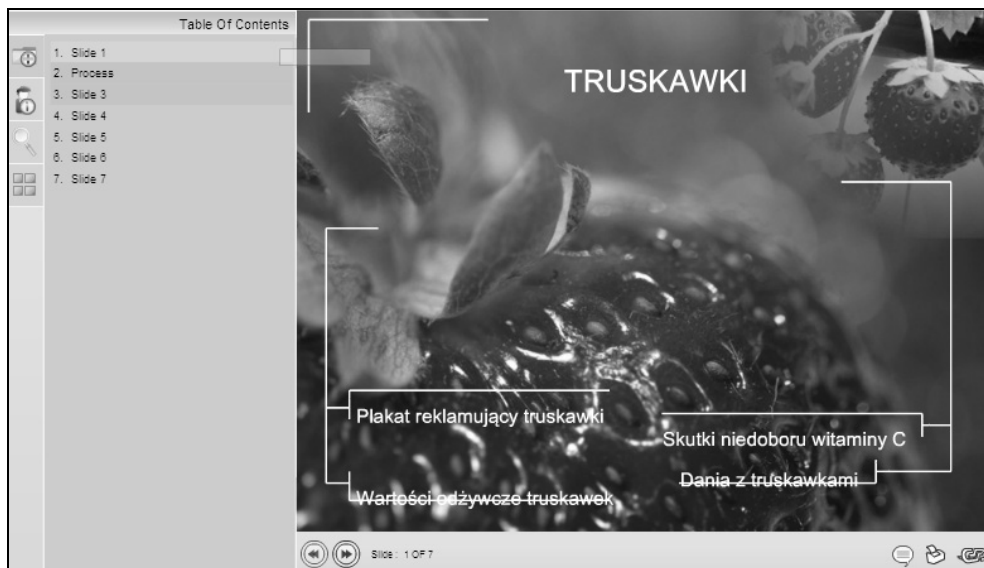 Table Of Contents
1. Slide 1
2. Process
3. Slide 3
4. Slide 4
5. Slide 5
6. Slide 6
7. Slide 7
TRUSKAWKI
Plakat reklamujący truskawki
Wartości odżywcze truskawek
Skutki niedoboru witaminy C
Dania z truskawkami
Slide : 1 OF 7